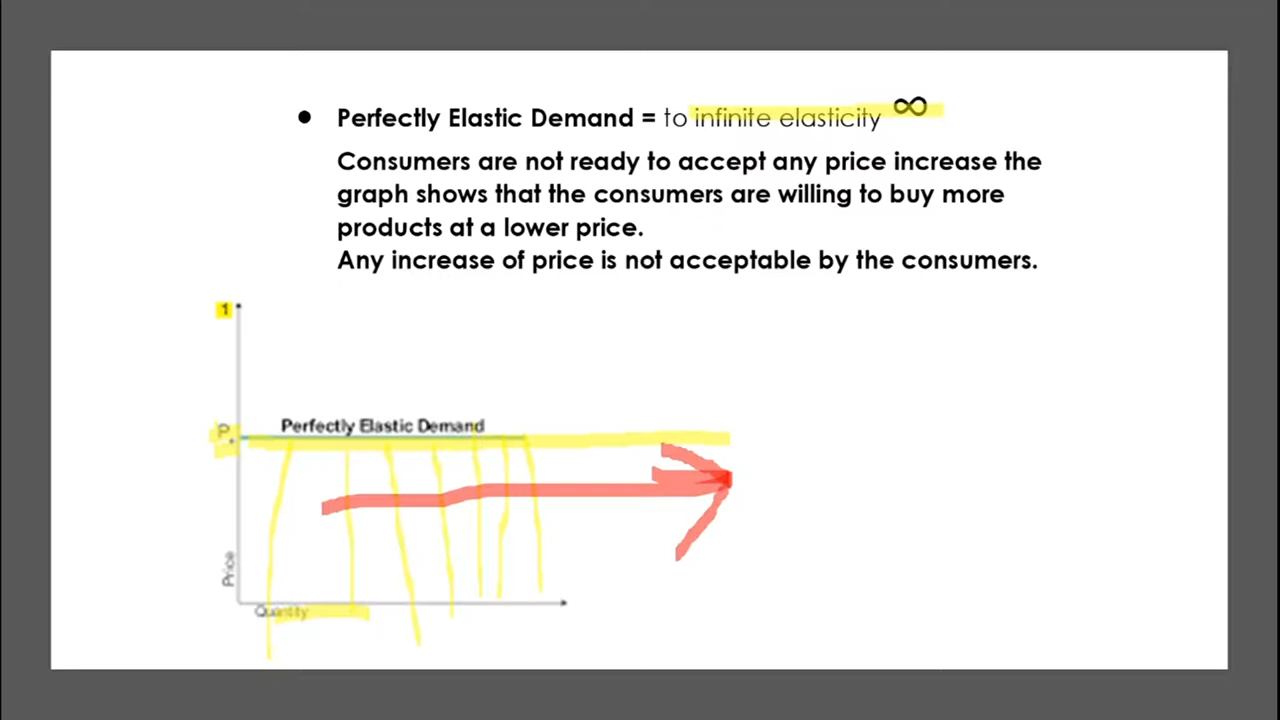 Perfectly Elastic Demand = to infinite elasticity ∞
Consumers are not ready to accept any price increase the
graph shows that the consumers are willing to buy more
products at a lower price.
Any increase of price is not acceptable by the consumers.
1
P
Perfectly Elastic Demand
Price
Quantity